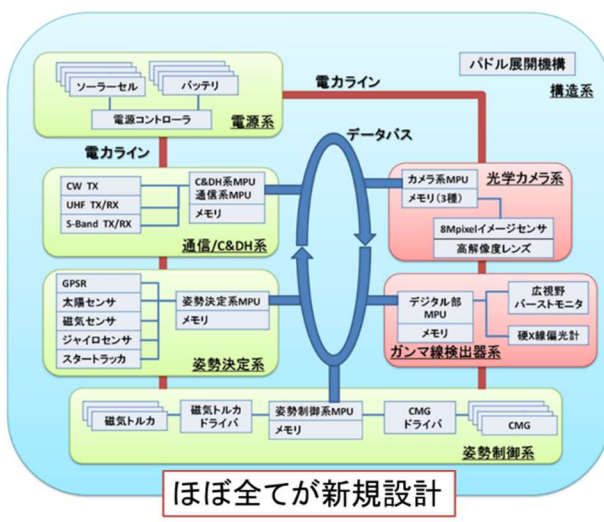 ソーラーセル
バッテリ
電源コントローラ
電源系
電力ライン
パドル展開機構
構造系
電力ライン
データバス
CW TX
UHF TX/RX
S-Band TX/RX
C&DH系MPU
通信系MPU
メモリ
通信/C&DH系
カメラ系MPU
メモリ(3種)
光学カメラ系
8Mpixelイメージセンサ
高解像度レンズ
GPSR
太陽センサ
磁気センサ
ジャイロセンサ
スタートラッカ
姿勢決定系MPU
メモリ
姿勢決定系
デジタル部
MPU
メモリ
広視野
バーストモニタ
硬X線偏光計
ガンマ線検出器系
磁気トルカ
磁気トルカ
ドライバ
姿勢制御系MPU
メモリ
CMG
ドライバ
CMG
姿勢制御系
ほぼ全てが新規設計